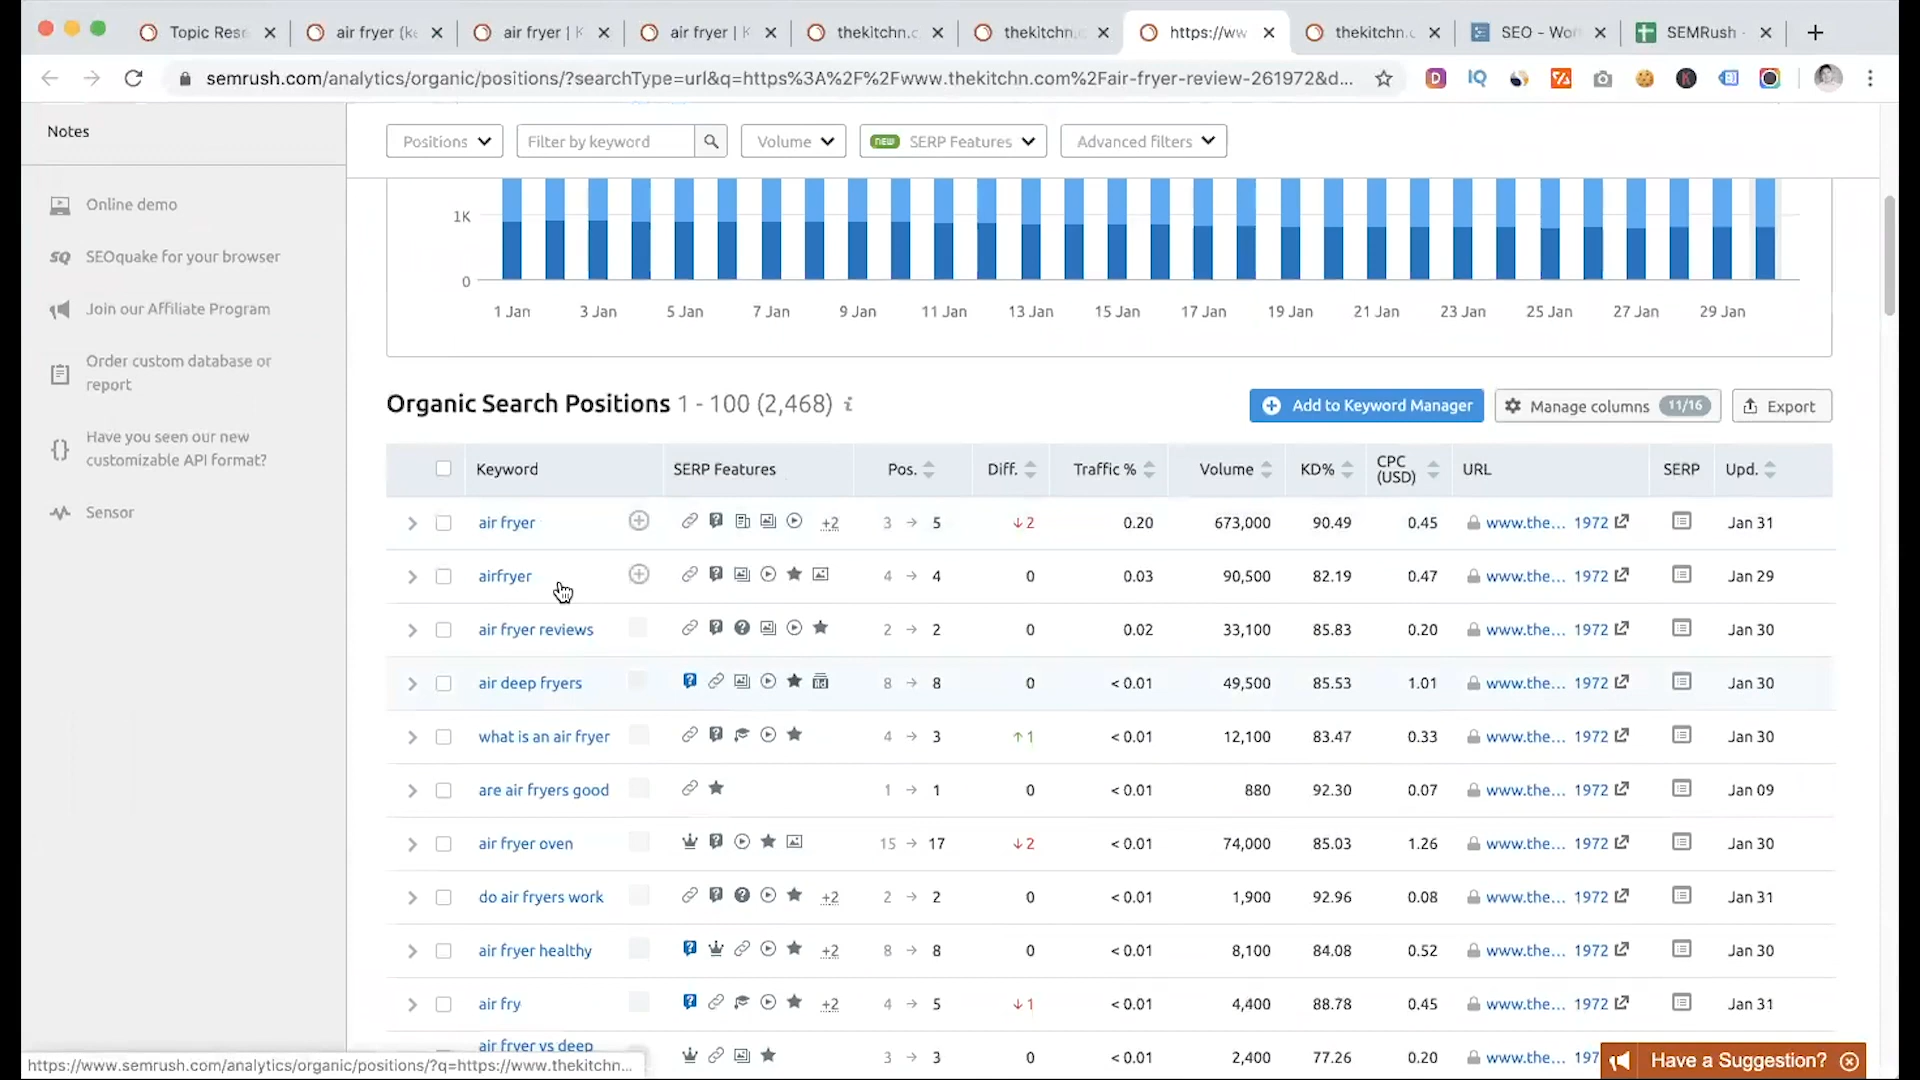 Topic Res
air fryer (ke
air fryer | K
air fryer | K
thekitchn.c
thekitchn.c
https://ww
thekitchn.c
SEO - Wor
SEMRush -
semrush.com/analytics/organic/positions/?searchType=url&q=https%3A%2F%2Fwww.thekitchn.com%2Fair-fryer-review-261972&d...
Notes
Online demo
SEOquake for your browser
Join our Affiliate Program
Order custom database or
report
Have you seen our new
customizable API format?
Sensor
Positions
Filter by keyword
Volume
NEW SERP Features
Advanced filters
1K
0
1 Jan 3 Jan 5 Jan 7 Jan 9 Jan 11 Jan 13 Jan 15 Jan 17 Jan 19 Jan 21 Jan 23 Jan 25 Jan 27 Jan 29 Jan
Organic Search Positions 1 - 100 (2,468) i
Add to Keyword Manager
Manage columns 11/16
Export
Keyword SERP Features Pos. Diff. Traffic % Volume KD% CPC (USD) URL SERP Upd.
air fryer +2 3 → 5 ↓2 0.20 673,000 90.49 0.45 www.the... 1972 Jan 31
airfryer 4 → 4 0 0.03 90,500 82.19 0.47 www.the... 1972 Jan 29
air fryer reviews 2 → 2 0 0.02 33,100 85.83 0.20 www.the... 1972 Jan 30
air deep fryers 8 → 8 0 < 0.01 49,500 85.53 1.01 www.the... 1972 Jan 30
what is an air fryer 4 → 3 ↑1 < 0.01 12,100 83.47 0.33 www.the... 1972 Jan 30
are air fryers good 1 → 1 0 < 0.01 880 92.30 0.07 www.the... 1972 Jan 09
air fryer oven 15 → 17 ↓2 < 0.01 74,000 85.03 1.26 www.the... 1972 Jan 30
do air fryers work +2 2 → 2 0 < 0.01 1,900 92.96 0.08 www.the... 1972 Jan 31
air fryer healthy +2 8 → 8 0 < 0.01 8,100 84.08 0.52 www.the... 1972 Jan 30
air fry +2 4 → 5 ↓1 < 0.01 4,400 88.78 0.45 www.the... 1972 Jan 31
air fryer vs deep 3 → 3 0 < 0.01 2,400 77.26 0.20 www.the... 197
https://www.semrush.com/analytics/organic/positions/?q=https://www.thekitchn...
Have a Suggestion?